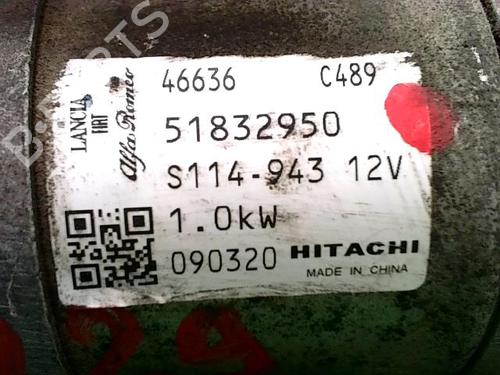 46636 C489
LANCIA
FIAT
Alfa Romeo
51832950
S114-943 12V
1.0kW
090320 HITACHI
MADE IN CHINA